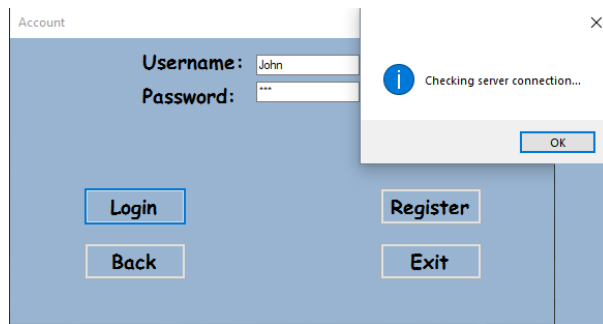 Account
Username: John
Password: ***
Checking server connection...
OK
Login
Register
Back
Exit